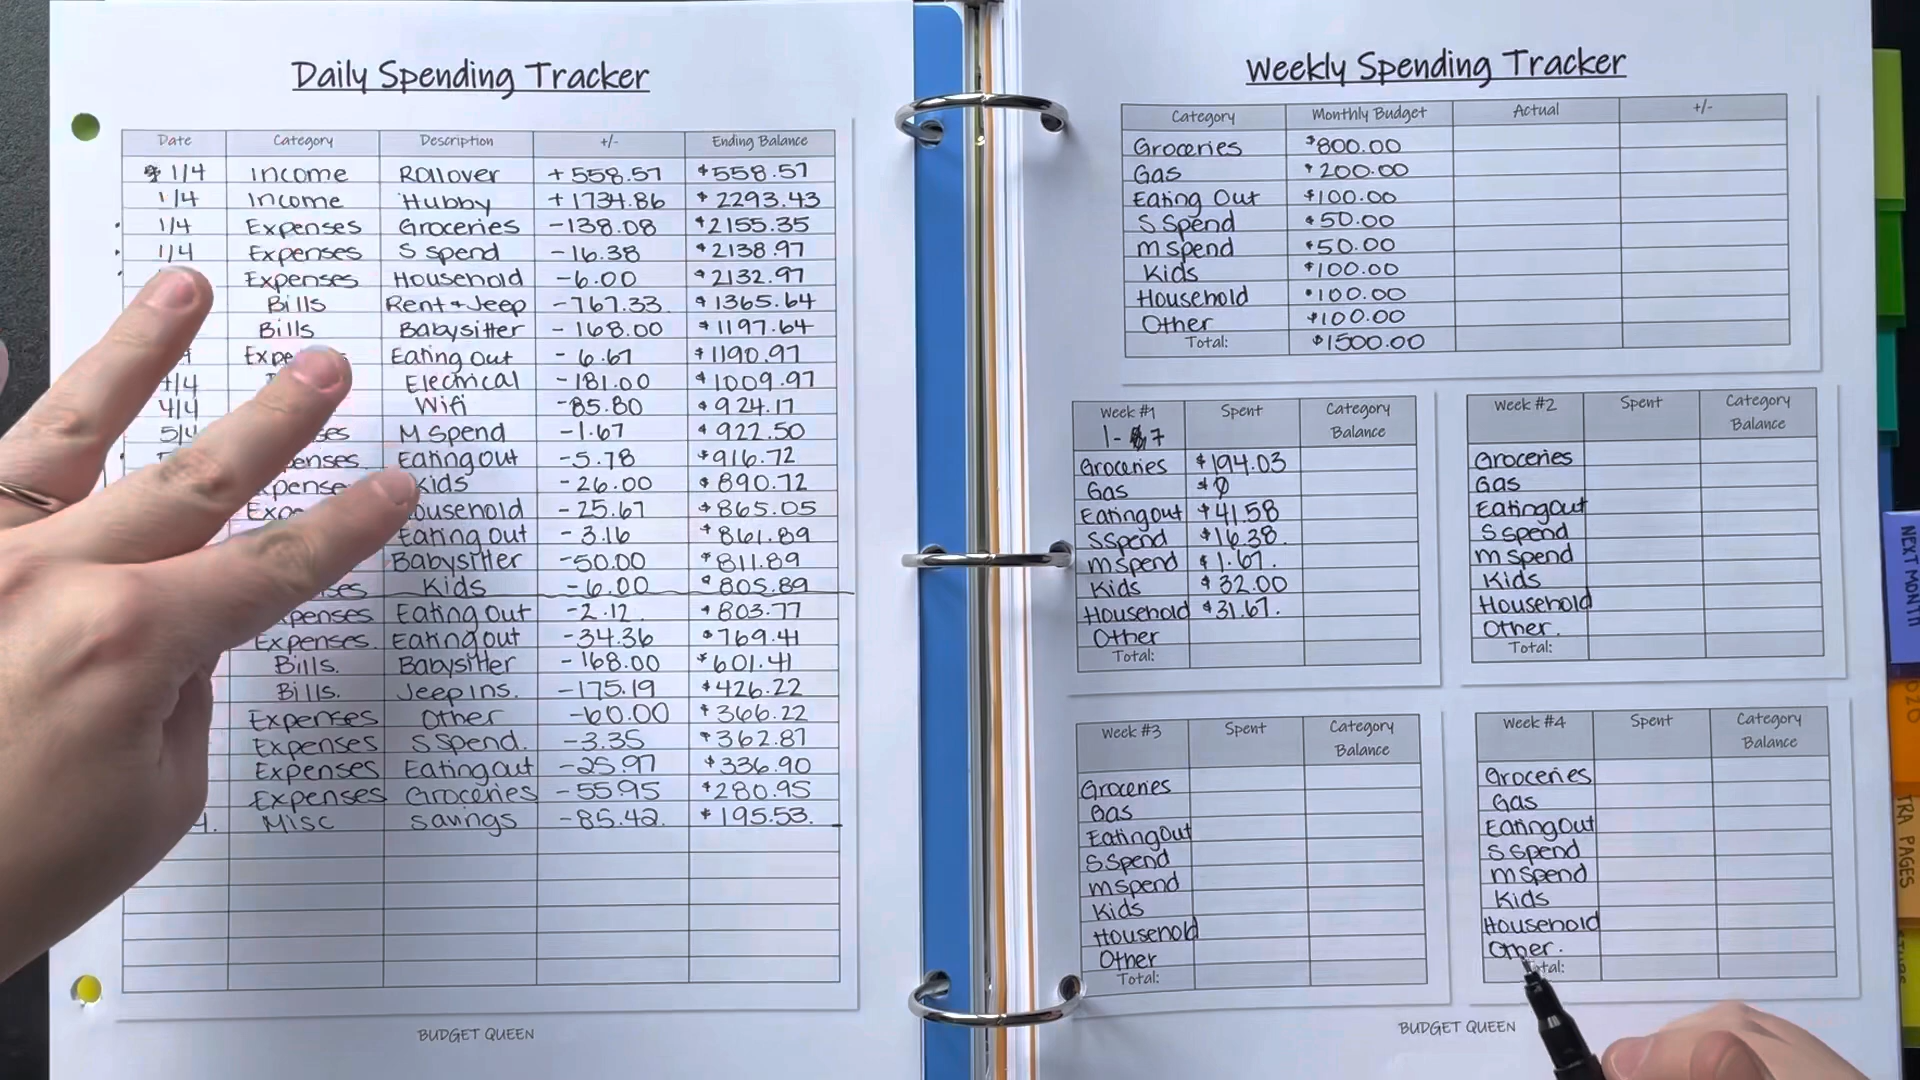 Daily Spending Tracker
Date Category Description +/- Ending Balance
1/4 Income Rollover +558.57 $558.57
1/4 Income Hubby +1734.86 $2293.43
1/4 Expenses Groceries -138.08 $2155.35
1/4 Expenses S spend -16.38 $2138.97
Expenses Household -6.00 $2132.97
Bills Rent + Jeep -767.33 $1365.64
Bills Babysitter -168.00 $1197.64
Eating Out -6.67 $1190.97
4/4 Electrical -181.00 $1009.97
4/4 Wifi -85.80 $924.17
5/4 M Spend -1.67 $922.50
Eating out -5.78 $916.72
Kids -26.00 $890.72
-25.67 $865.05
Eating out -3.16 $861.89
Babysitter -50.00 $811.89
Kids -6.00 $805.89
Eating out -2.12 $803.77
Expenses Eating out -34.36 $769.41
Bills. Babysitter -168.00 $601.41
Bills. Jeep Ins. -175.19 $426.22
Expenses Other -60.00 $366.22
Expenses S Spend. -3.35 $362.87
Expenses Eating out -25.97 $336.90
Expenses Groceries -55.95 $280.95
Misc Savings -85.42. $195.53.
BUDGET QUEEN
Weekly Spending Tracker
Category Monthly Budget Actual +/-
Groceries $800.00
Gas $200.00
Eating Out $100.00
S Spend $50.00
M Spend $50.00
Kids $100.00
Household $100.00
Other $100.00
Total: $1500.00
Week #1 Spent Category Balance
1-7
Groceries $194.03
Gas $0
Eating out $41.58
S Spend $16.38.
M Spend $1.67.
Kids $32.00
Household $31.67.
Other
Total:
Week #2 Spent Category Balance
Groceries
Gas
Eating out
S Spend
M Spend
Kids
Household
Other.
Total:
Week #3 Spent Category Balance
Groceries
Gas
Eating Out
S Spend
M Spend
Kids
Household
Other
Total:
Week #4 Spent Category Balance
Groceries
Gas
Eating Out
S Spend
M Spend
Kids
Household
Other.
BUDGET QUEEN
NEXT MONTH
PAGES